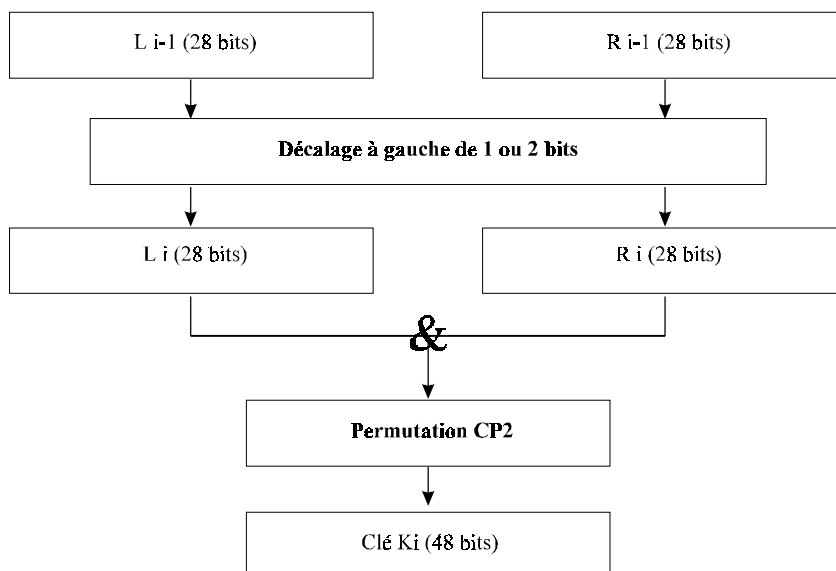 L i-1 (28 bits)
R i-1 (28 bits)
Décalage à gauche de 1 ou 2 bits
L i (28 bits)
R i (28 bits)
&
Permutation CP2
Clé Ki (48 bits)